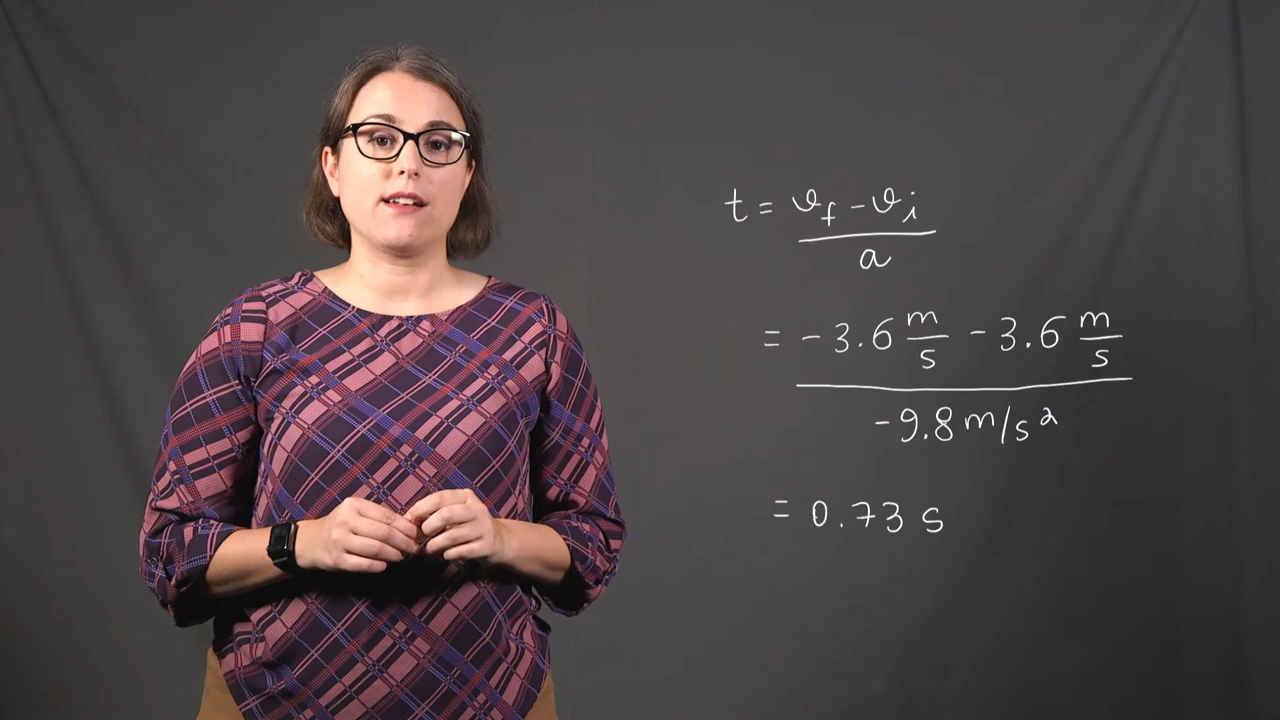 t = v_f - v_i / a
= -3.6 m/s - 3.6 m/s / -9.8 m/s²
= 0.73 s